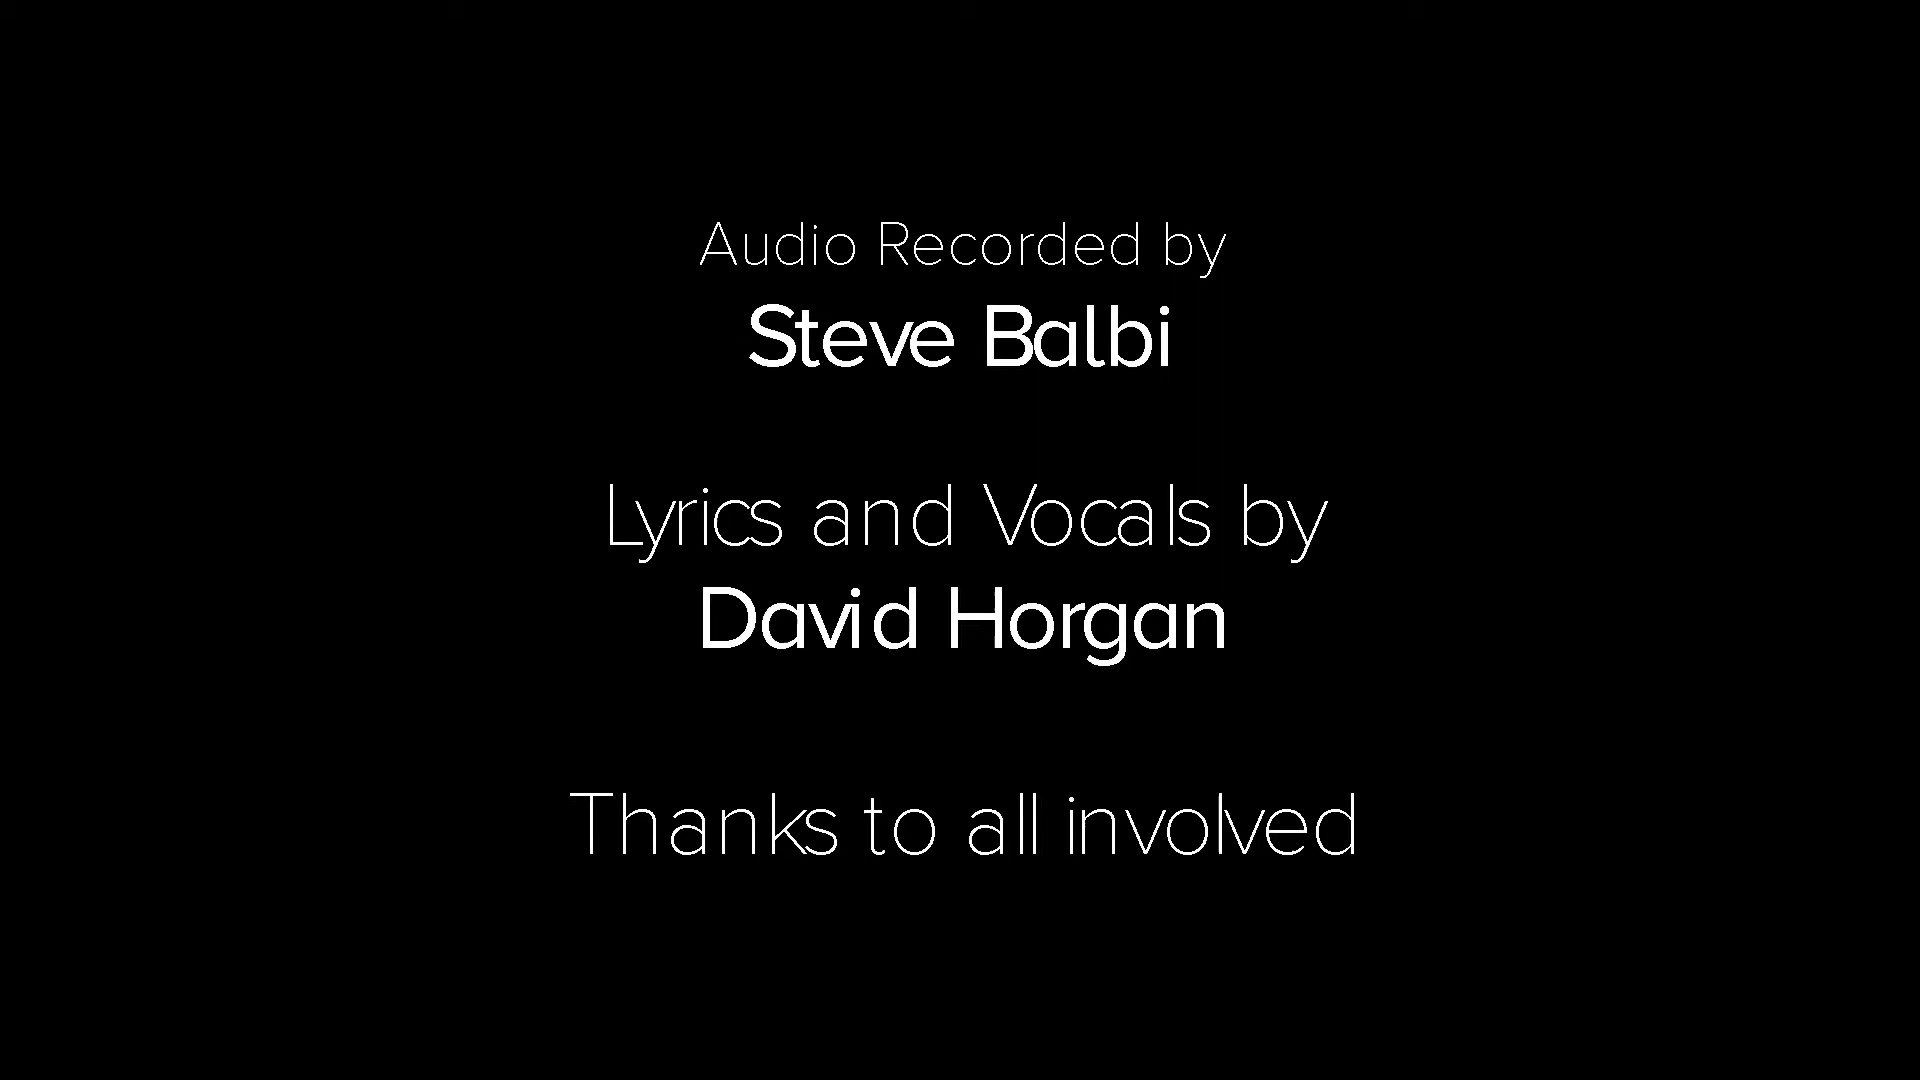 Audio Recorded by
Steve Balbi
Lyrics and Vocals by
David Horgan
Thanks to all involved